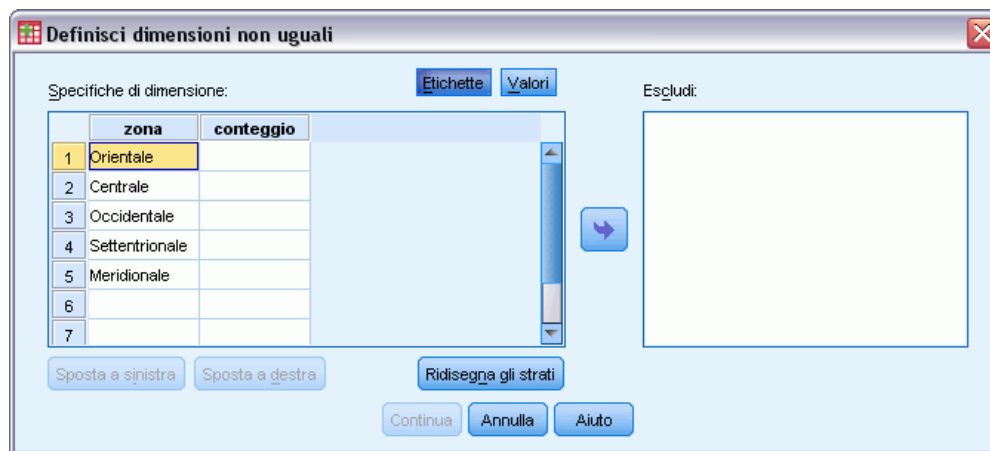 Definisci dimensioni non uguali
Specifiche di dimensione:
Etichette
Valori
Escludi:
zona conteggio
1 Orientale
2 Centrale
3 Occidentale
4 Settentrionale
5 Meridionale
6
7
Sposta a sinistra
Sposta a destra
Ridisegna gli strati
Continua
Annulla
Aiuto